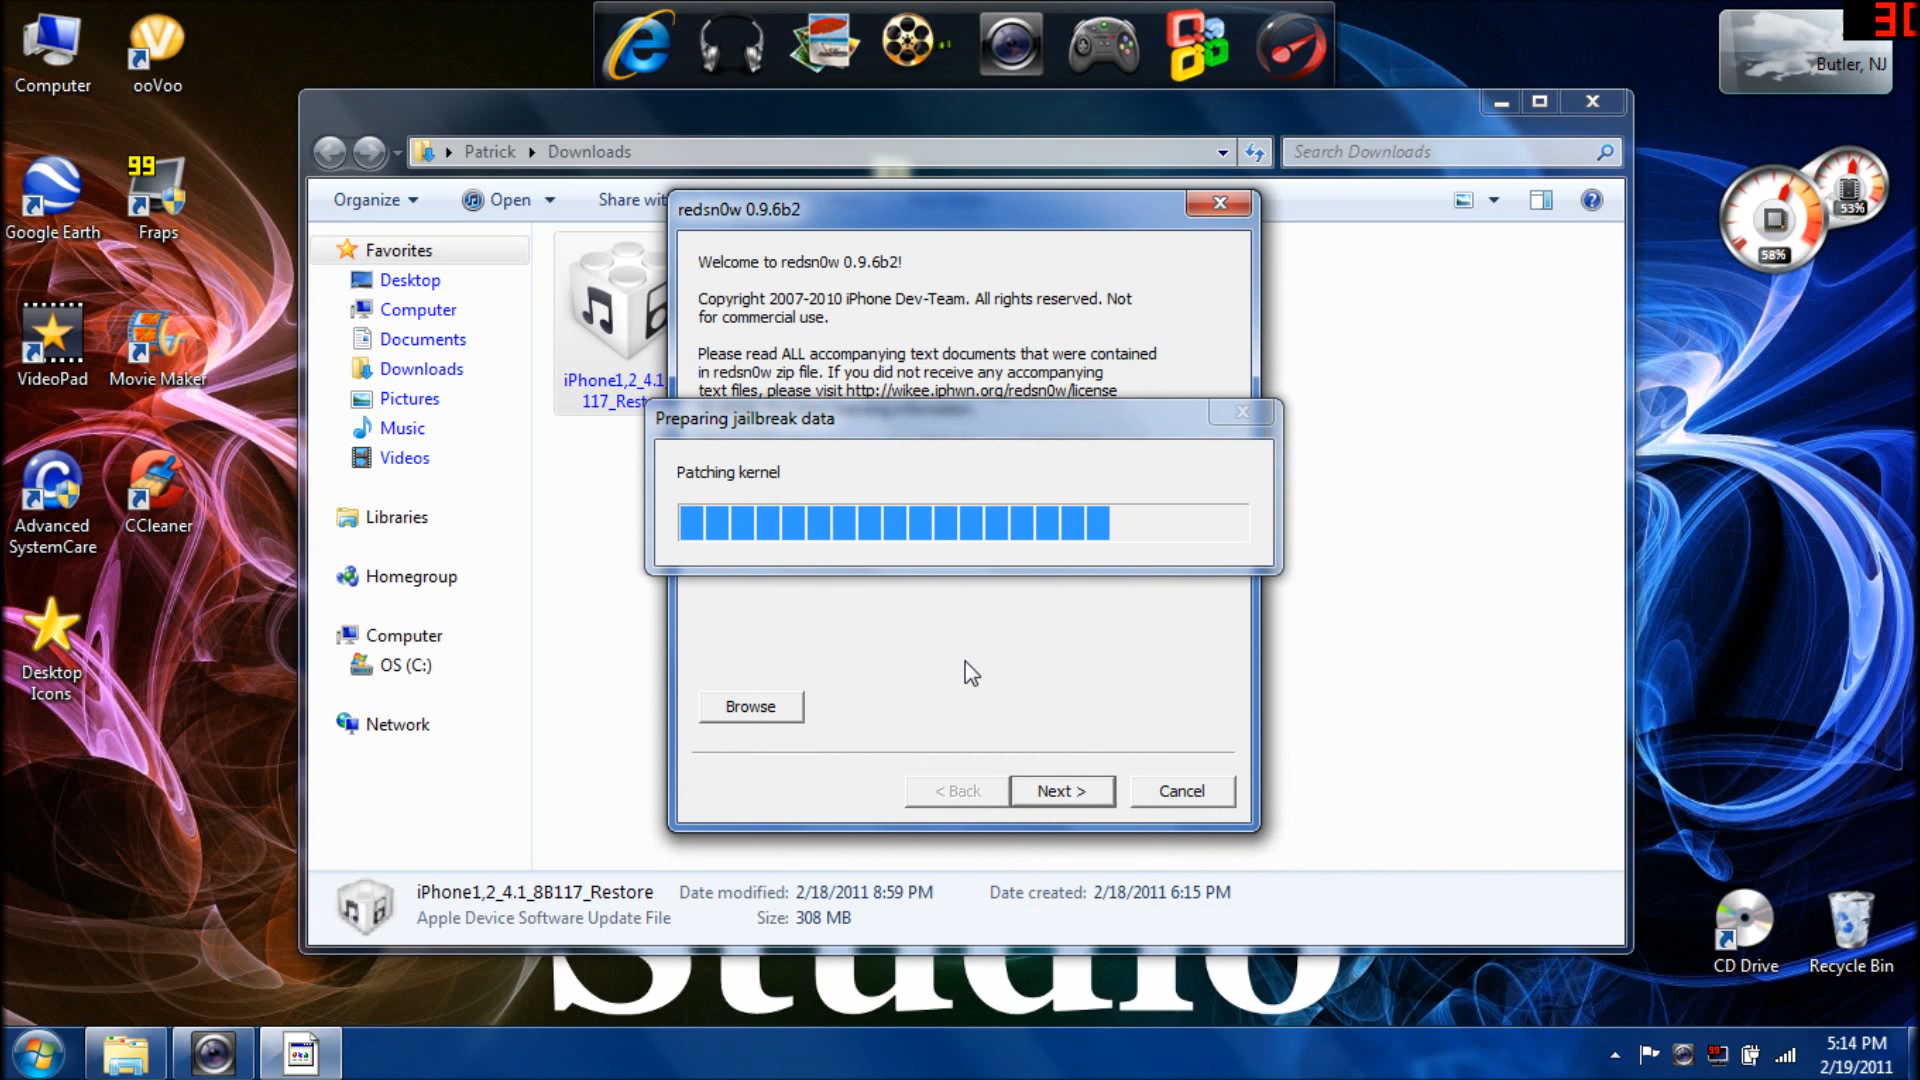 Computer
ooVoo
Google Earth
99
Fraps
VideoPad
Movie Maker
Advanced
SystemCare
CCleaner
Desktop
Icons
Butler, NJ
53%
58%
Patrick
Downloads
Search Downloads
Organize
Open
Share wit
Favorites
Desktop
Computer
Documents
Downloads
Pictures
Music
Videos
Libraries
Homegroup
Computer
OS (C:)
Network
iPhone1,2_4.1
117_Rest
redsn0w 0.9.6b2
Welcome to redsn0w 0.9.6b2!
Copyright 2007-2010 iPhone Dev-Team. All rights reserved. Not
for commercial use.
Please read ALL accompanying text documents that were contained
in redsn0w zip file. If you did not receive any accompanying
text files, please visit http://wikee.iphwn.org/redsn0w/license
Preparing jailbreak data
Patching kernel
Browse
< Back
Next >
Cancel
iPhone1,2_4.1_8B117_Restore
Date modified: 2/18/2011 8:59 PM
Date created: 2/18/2011 6:15 PM
Apple Device Software Update File
Size: 308 MB
Studio
CD Drive
Recycle Bin
5:14 PM
2/19/2011